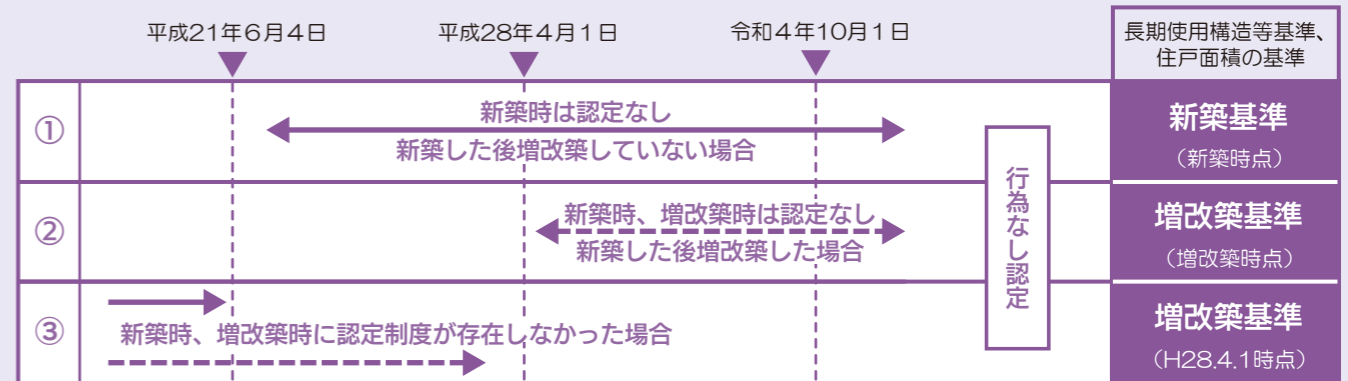 平成21年6月4日
平成28年4月1日
令和4年10月1日
長期使用構造等基準、
住戸面積の基準
①
新築時は認定なし
新築した後増改築していない場合
新築基準
（新築時点）
②
新築時、増改築時は認定なし
新築した後増改築した場合
増改築基準
（増改築時点）
③
新築時、増改築時に認定制度が存在しなかった場合
行為なし認定
増改築基準
（H28.4.1時点）